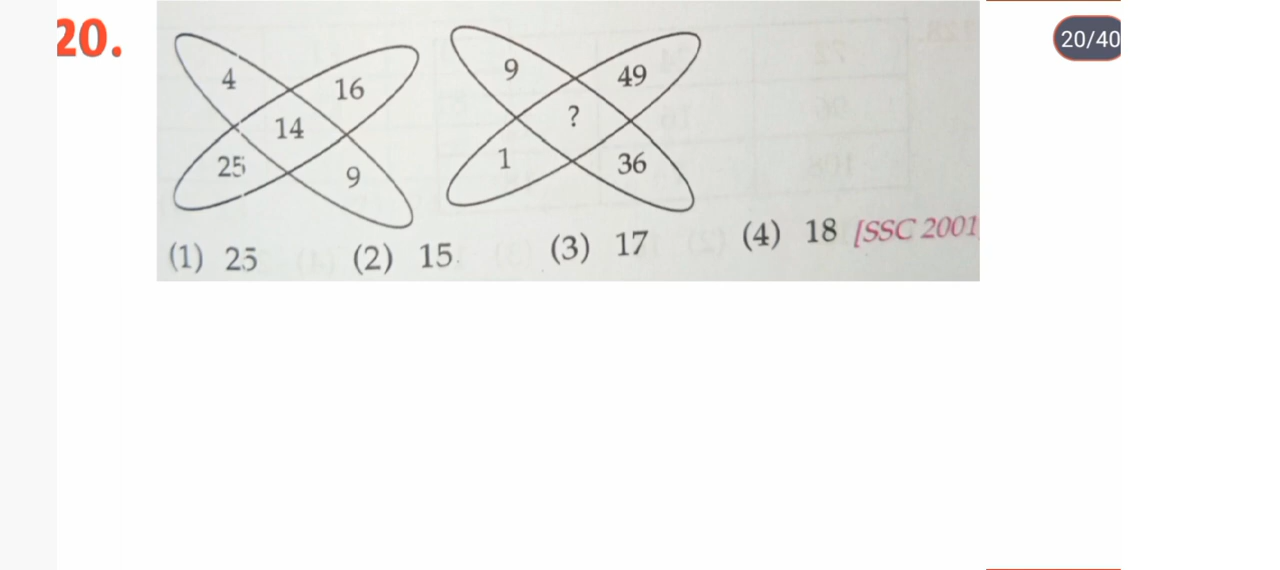 20.
20/40
4 16 9 49
14 ?
25 9 1 36
(1) 25 (2) 15. (3) 17 (4) 18 [SSC 2001]